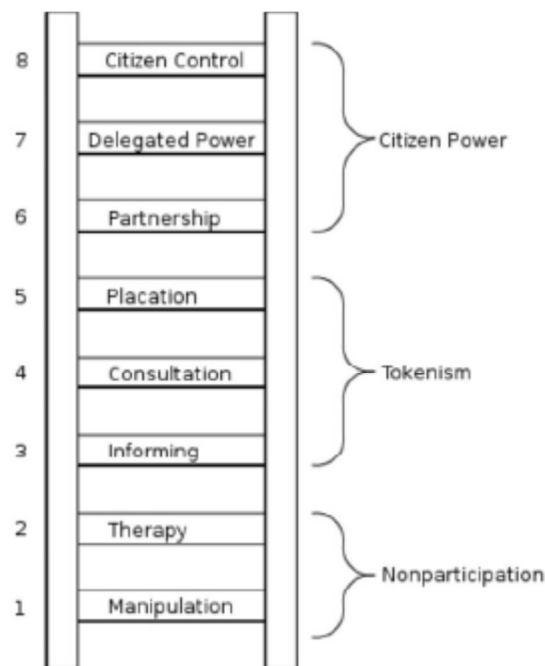 8 Citizen Control
7 Delegated Power
Citizen Power
6 Partnership
5 Placation
4 Consultation
Tokenism
3 Informing
2 Therapy
Nonparticipation
1 Manipulation